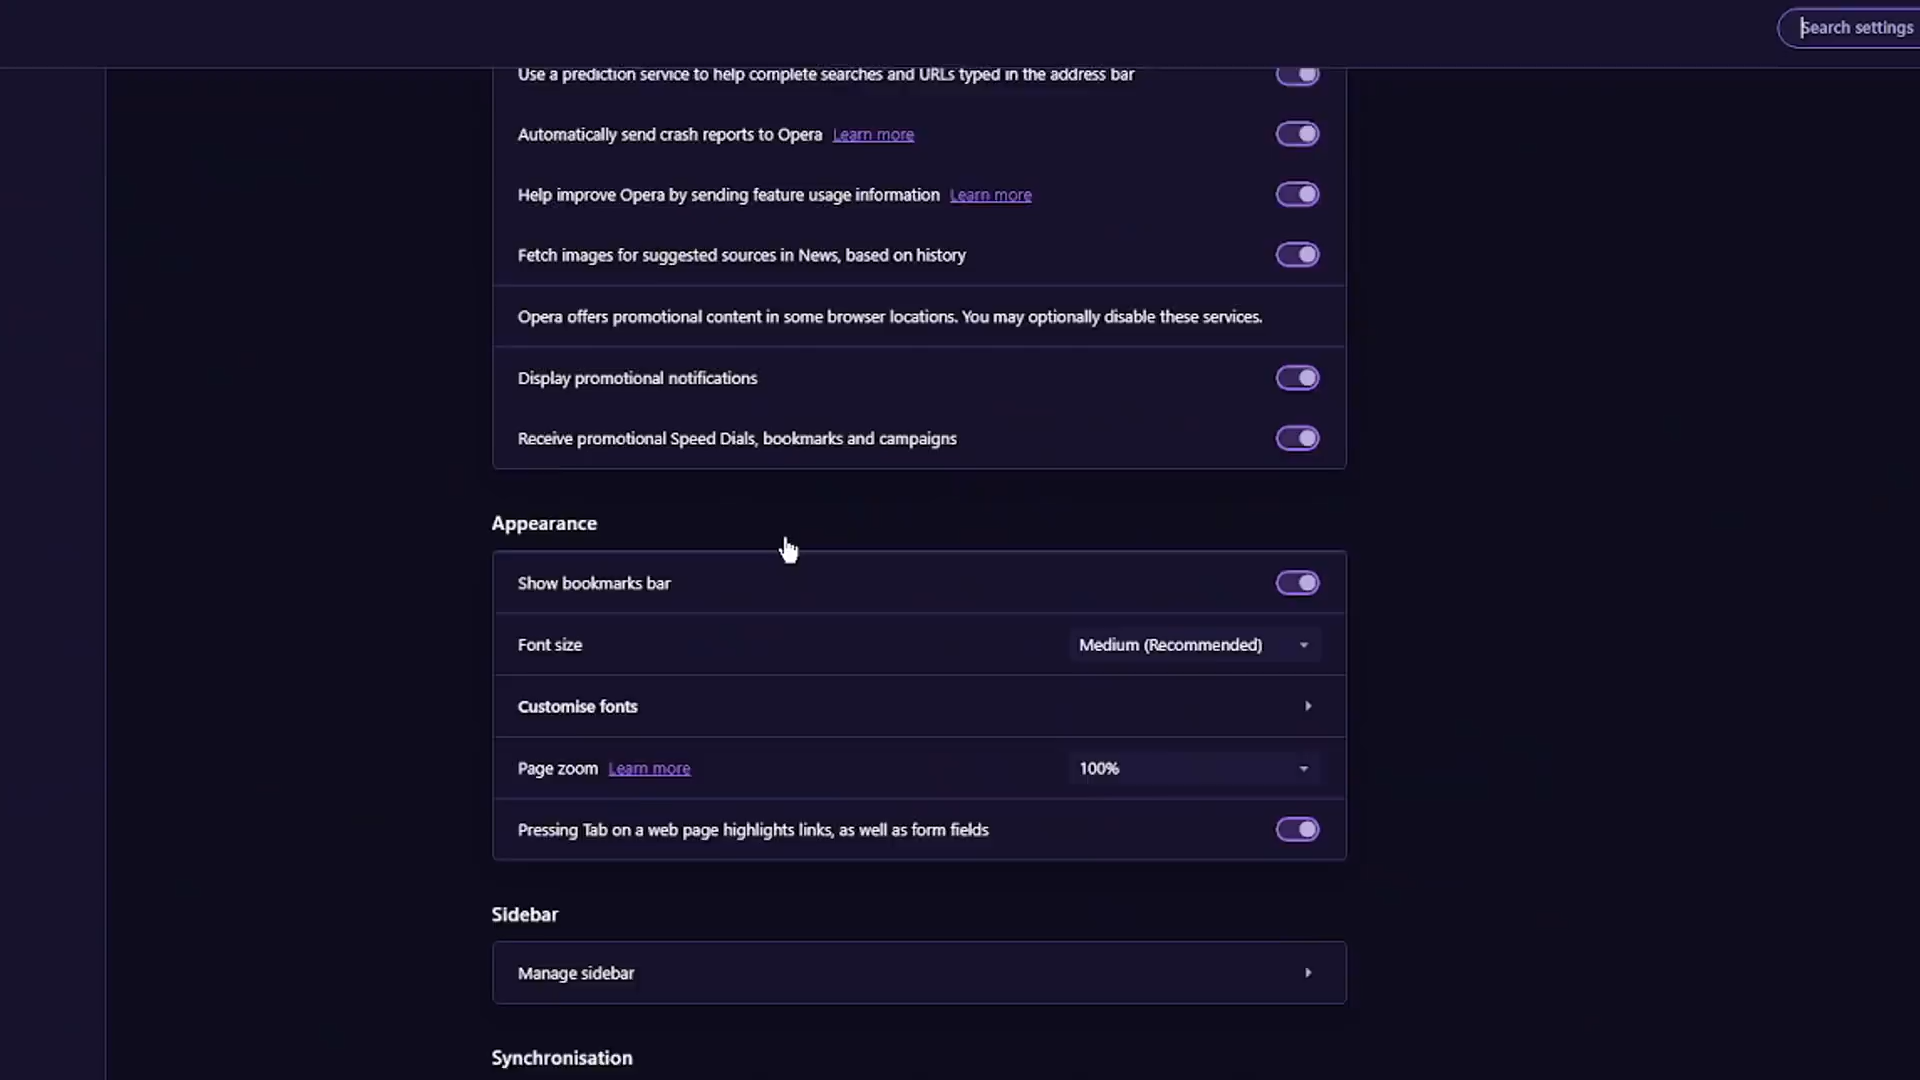 Search settings
Use a prediction service to help complete searches and URLs typed in the address bar
Automatically send crash reports to Opera Learn more
Help improve Opera by sending feature usage information Learn more
Fetch images for suggested sources in News, based on history
Opera offers promotional content in some browser locations. You may optionally disable these services.
Display promotional notifications
Receive promotional Speed Dials, bookmarks and campaigns
Appearance
Show bookmarks bar
Font size Medium (Recommended)
Customise fonts
Page zoom Learn more 100%
Pressing Tab on a web page highlights links, as well as form fields
Sidebar
Manage sidebar
Synchronisation